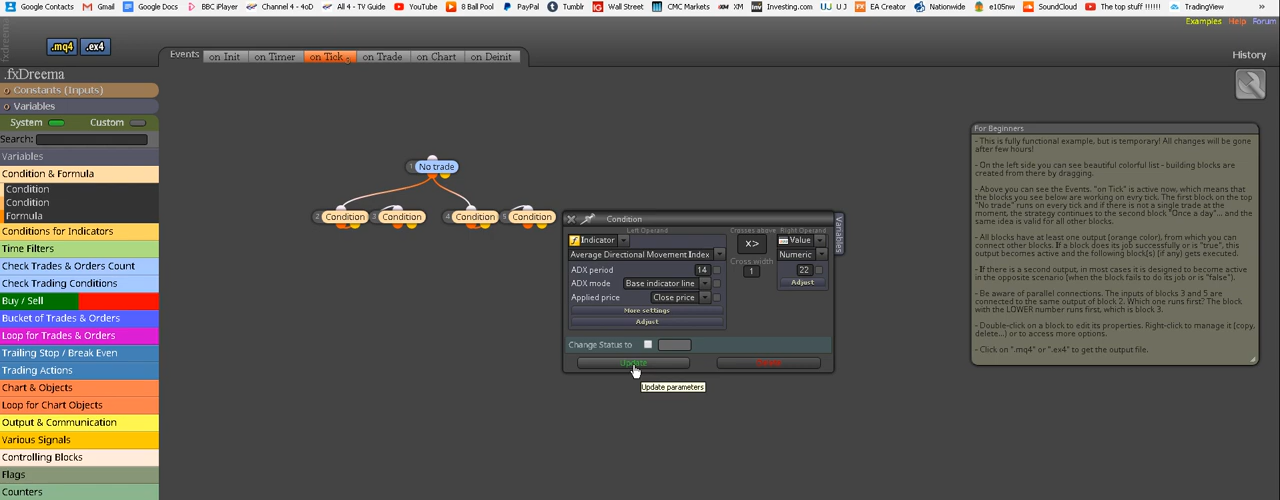 Google Contacts Gmail Google Docs BBC iPlayer Channel 4 - 4oD All 4 - TV Guide YouTube 8 Ball Pool PayPal Tumblr Wall Street CMC Markets XM Investing.com U J EA Creator Nationwide e105nw SoundCloud The top stuff !!!!!! TradingView »
Examples Help Forum
fxdreema
.mq4 .ex4
Events on Init on Timer on Tick on Trade on Chart on Deinit
History
.fxDreema
Constants (Inputs)
Variables
System Custom
Search:
Variables
Condition & Formula
Condition
Condition
Formula
Conditions for Indicators
Time Filters
Check Trades & Orders Count
Check Trading Conditions
Buy / Sell
Bucket of Trades & Orders
Loop for Trades & Orders
Trailing Stop / Break Even
Trading Actions
Chart & Objects
Loop for Chart Objects
Output & Communication
Various Signals
Controlling Blocks
Flags
Counters
1 No trade
2 Condition 3 Condition 4 Condition 5 Condition
Condition
Left Operand Crosses above Right Operand
Indicator x> Value
Average Directional Movement Index Numeric
Cross width
ADX period 14 1 22
ADX mode Base indicator line Adjust
Applied price Close price
More settings
Adjust
Change Status to
Update
Update parameters
Variables
For Beginners
- This is fully functional example, but is temporary! All changes will be gone
after few hours!
- On the left side you can see beautiful colorful list - building blocks are
created from there by dragging.
- Above you can see the Events. "on Tick" is active now, which means that
the blocks you see below are working on evry tick. The first block on the top
"No trade" runs on every tick and if there is not a single trade at the
moment, the strategy continues to the second block "Once a day"... and the
same idea is valid for all other blocks.
- All blocks have at least one output (orange color), from which you can
connect other blocks. If a block does its job successfully or is "true", this
output becomes active and the following block(s) (if any) gets executed.
- If there is a second output, in most cases it is designed to become active
in the opposite scenario (when the block fails to do its job or is "false").
- Be aware of parallel connections. The inputs of blocks 3 and 5 are
connected to the same output of block 2. Which one runs first? The block
with the LOWER number runs first, which is block 3.
- Double-click on a block to edit its properties. Right-click to manage it (copy,
delete...) or to access more options.
- Click on ".mq4" or ".ex4" to get the output file.